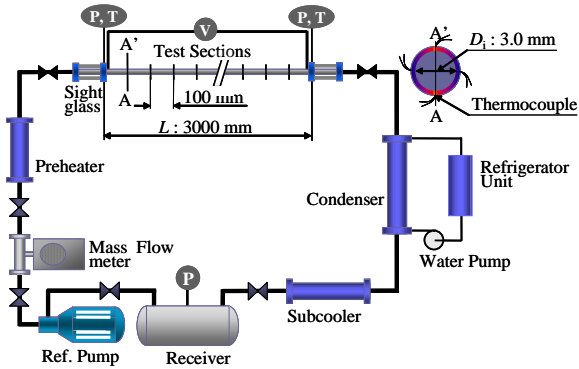 P, T
V
P, T
A'
Test Sections
A'
Di : 3.0 mm
Sight
glass
A
100 mm
Thermocouple
A
L : 3000 mm
Preheater
Condenser
Refrigerator
Unit
Mass Flow
meter
Water Pump
P
Subcooler
Ref. Pump
Receiver